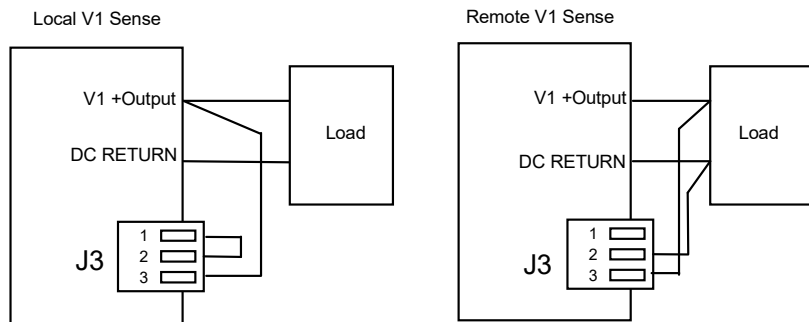 Local V1 Sense
V1 +Output
DC RETURN
Load
J3
1
2
3
Remote V1 Sense
V1 +Output
DC RETURN
Load
J3
1
2
3